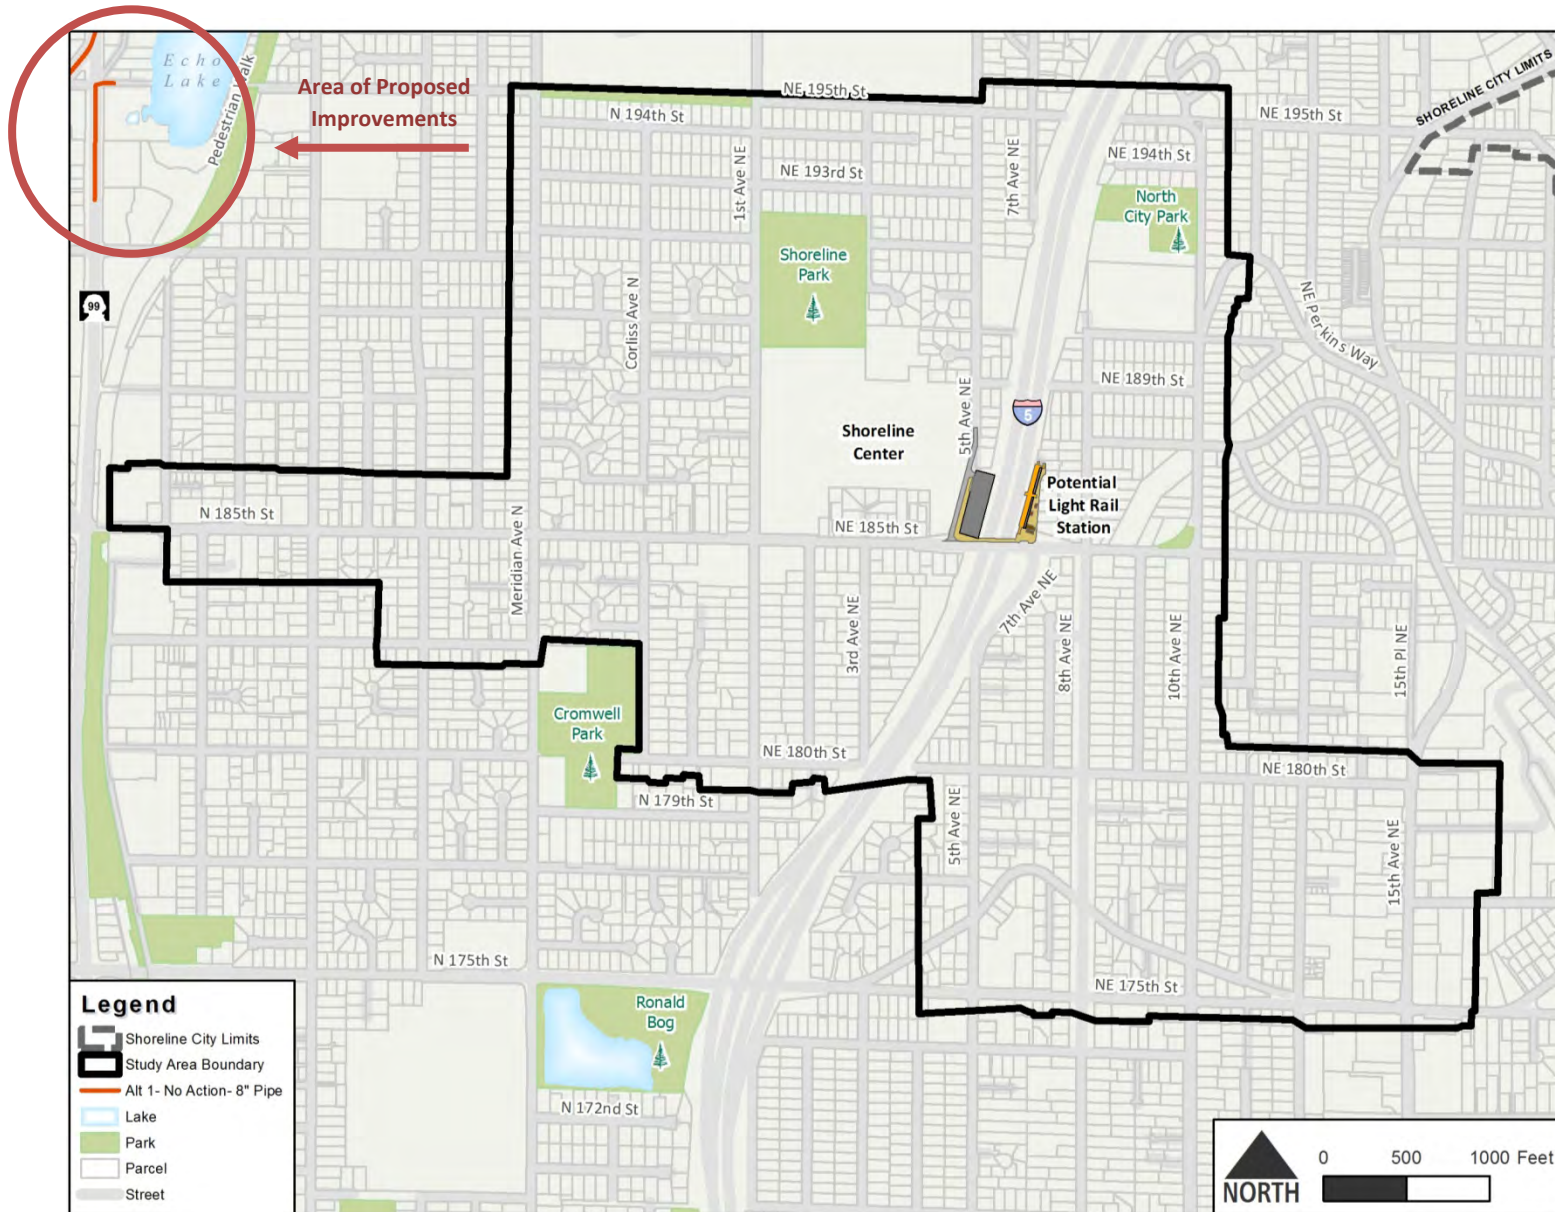 Echo
Lake
Pedestrian Walk
Area of Proposed
Improvements
NE 195th St
N 194th St
NE 195th St
SHORELINE CITY LIMITS
1st Ave NE
NE 193rd St
7th Ave NE
NE 194th St
North
City Park
Shoreline
Park
99
Corliss Ave N
NE Perkins Way
5th Ave NE
NE 189th St
5
Shoreline
Center
Potential
Light Rail
Station
N 185th St
Meridian Ave N
NE 185th St
7th Ave NE
3rd Ave NE
8th Ave NE
10th Ave NE
15th Pl NE
Cromwell
Park
NE 180th St
NE 180th St
N 179th St
5th Ave NE
15th Ave NE
N 175th St
NE 175th St
Ronald
Bog
N 172nd St
Legend
Shoreline City Limits
Study Area Boundary
Alt 1- No Action- 8" Pipe
Lake
Park
Parcel
Street
NORTH
0 500 1000 Feet